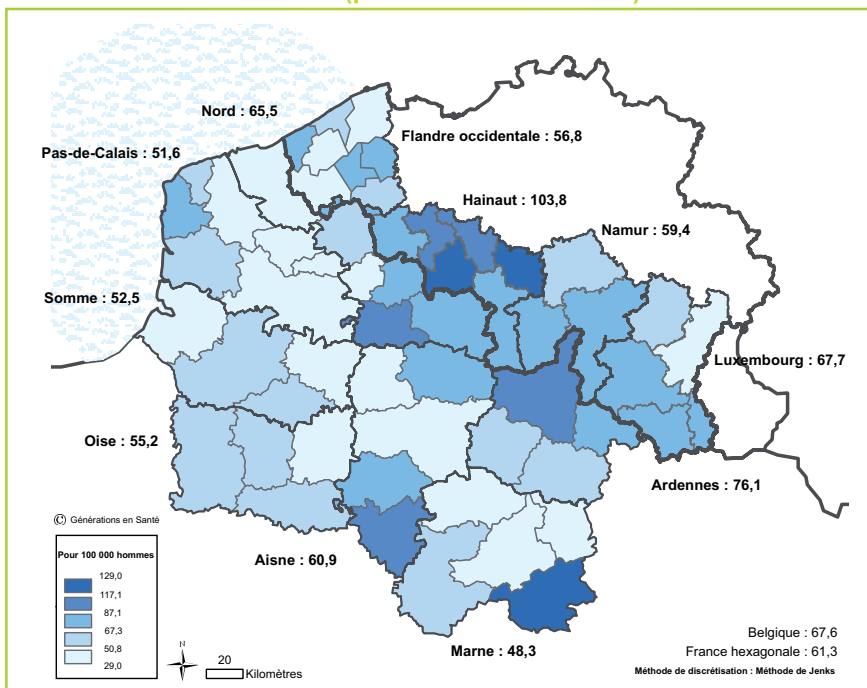 Nord : 65,5
Flandre occidentale : 56,8
Pas-de-Calais : 51,6
Hainaut : 103,8
Namur : 59,4
Somme : 52,5
Luxembourg : 67,7
Oise : 55,2
Ardennes : 76,1
© Générations en Santé
Aisne : 60,9
Pour 100 000 hommes
129,0
117,1
87,1
67,3
50,8
29,0
N
20
Kilomètres
Marne : 48,3
Belgique : 67,6
France hexagonale : 61,3
Méthode de discrétisation : Méthode de Jenks